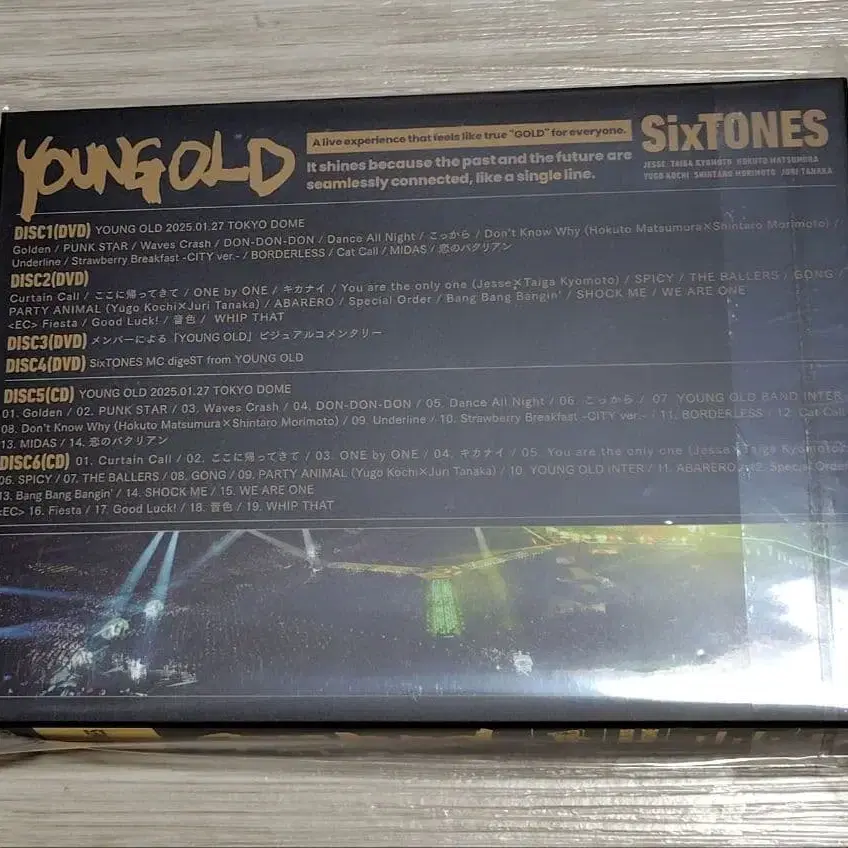 YOUNG OLD
A live experience that feels like true "GOLD" for everyone.
It shines because the past and the future are
seamlessly connected, like a single line.
SixTONES
JESSE TAIGA KYOMOTO HOKUTO MATSUMURA
YUGO KOCHI SHINTARO MORIMOTO JURI TANAKA
DISC1(DVD) YOUNG OLD 2025.01.27 TOKYO DOME
Golden / PUNK STAR / Waves Crash / DON-DON-DON / Dance All Night / こっから / Don't Know Why (Hokuto Matsumura×Shintaro Morimoto) /
Underline / Strawberry Breakfast -CITY ver.- / BORDERLESS / Cat Call / MIDAS / 恋のバタリアン
DISC2(DVD)
Curtain Call / ここに帰ってきて / ONE by ONE / キカナイ / You are the only one (Jesse×Taiga Kyomoto) / SPICY / THE BALLERS / GONG /
PARTY ANIMAL (Yugo Kochi×Juri Tanaka) / ABARERO / Special Order / Bang Bang Bangin' / SHOCK ME / WE ARE ONE
<EC> Fiesta / Good Luck! / 音色 / WHIP THAT
DISC3(DVD) メンバーによる「YOUNG OLD」ビジュアルコメンタリー
DISC4(DVD) SixTONES MC digeST from YOUNG OLD
DISC5(CD) YOUNG OLD 2025.01.27 TOKYO DOME
01. Golden / 02. PUNK STAR / 03. Waves Crash / 04. DON-DON-DON / 05. Dance All Night / 06. こっから / 07. YOUNG OLD BAND INTER
08. Don't Know Why (Hokuto Matsumura×Shintaro Morimoto) / 09. Underline / 10. Strawberry Breakfast -CITY ver.- / 11. BORDERLESS / 12. Cat Call
13. MIDAS / 14. 恋のバタリアン
DISC6(CD) 01. Curtain Call / 02. ここに帰ってきて / 03. ONE by ONE / 04. キカナイ / 05. You are the only one (Jesse×Taiga Kyomoto)
06. SPICY / 07. THE BALLERS / 08. GONG / 09. PARTY ANIMAL (Yugo Kochi×Juri Tanaka) / 10. YOUNG OLD INTER / 11. ABARERO / 12. Special Order
13. Bang Bang Bangin' / 14. SHOCK ME / 15. WE ARE ONE
<EC> 16. Fiesta / 17. Good Luck! / 18. 音色 / 19. WHIP THAT